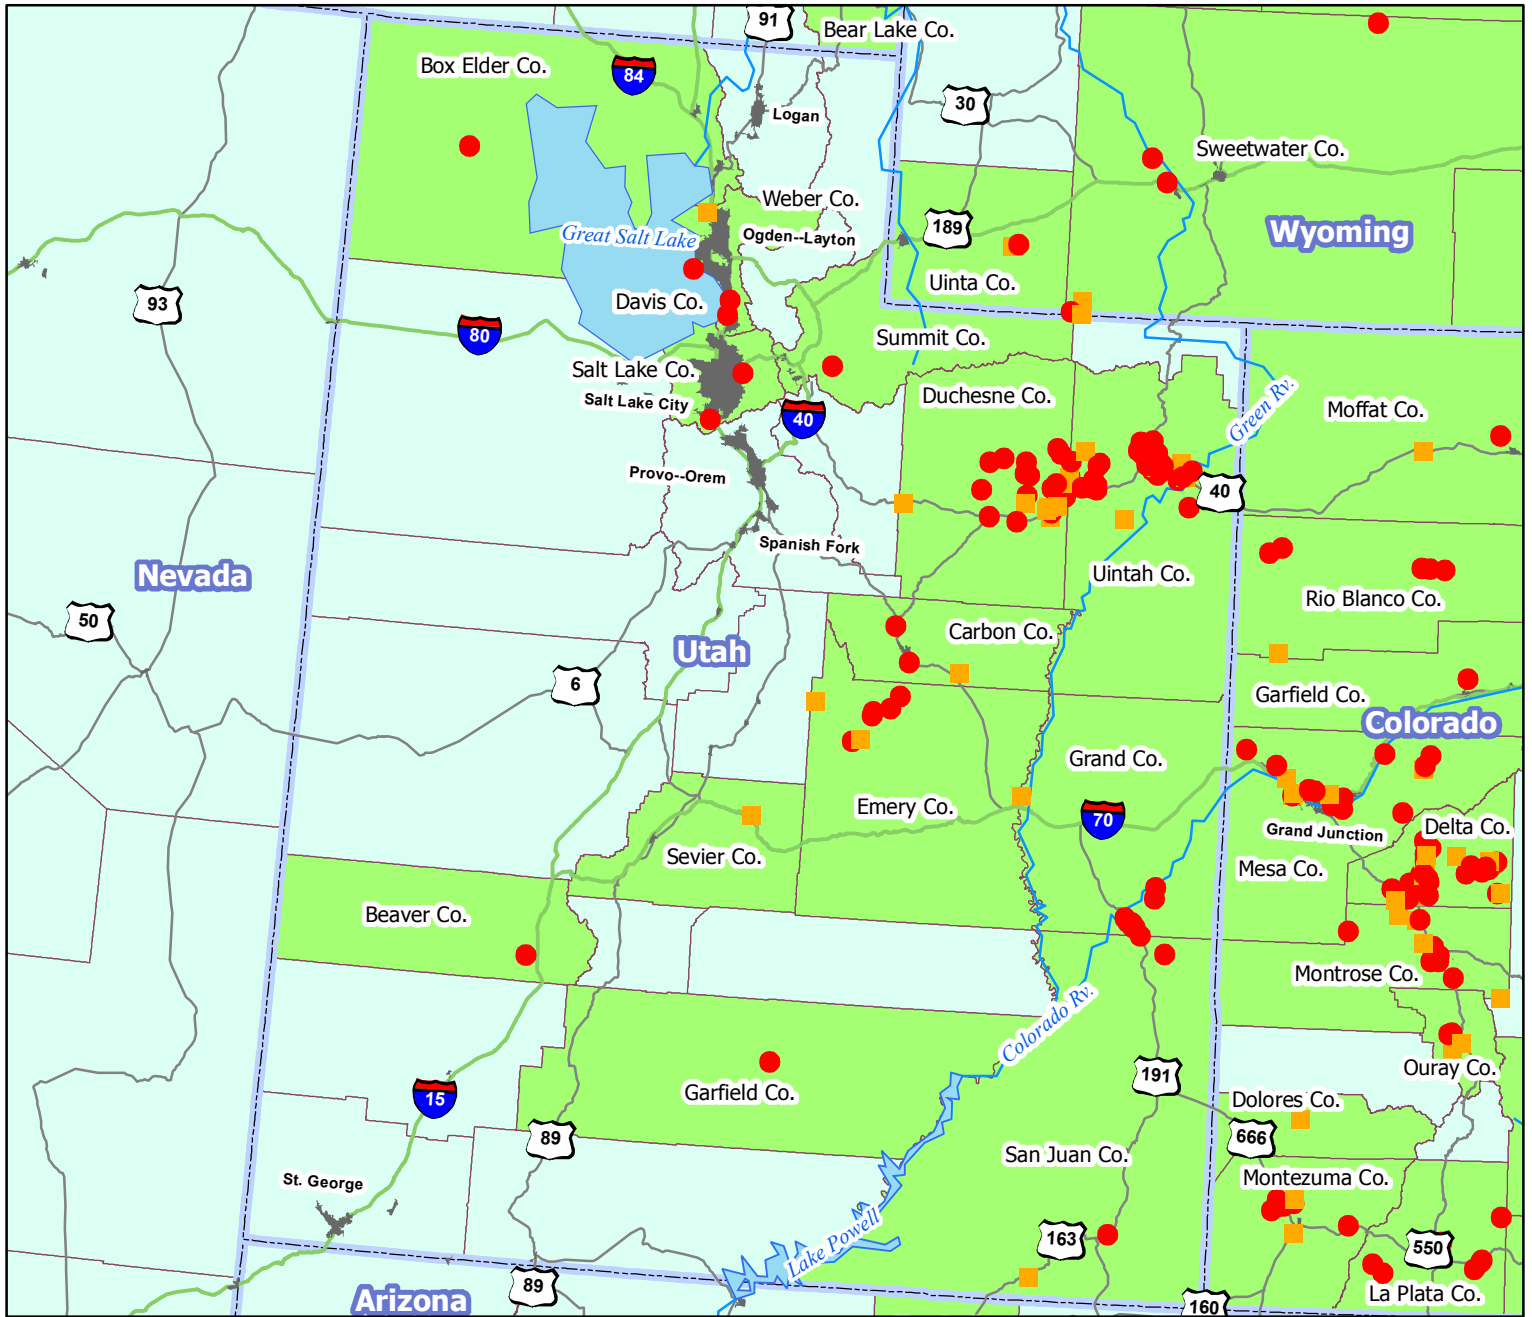 91
Bear Lake Co.
Box Elder Co.
84
30
Logan
Sweetwater Co.
Weber Co.
189
Wyoming
Great Salt Lake
Ogden--Layton
Uinta Co.
93
Davis Co.
80
Summit Co.
Salt Lake Co.
Duchesne Co.
Green Rv.
Moffat Co.
Salt Lake City
40
Provo--Orem
40
Spanish Fork
Nevada
Uintah Co.
Rio Blanco Co.
50
Carbon Co.
Utah
6
Garfield Co.
Colorado
Grand Co.
Emery Co.
70
Grand Junction
Delta Co.
Sevier Co.
Mesa Co.
Beaver Co.
Montrose Co.
Colorado Rv.
Ouray Co.
191
Garfield Co.
15
Dolores Co.
89
666
San Juan Co.
St. George
Montezuma Co.
Lake Powell
163
550
89
Arizona
La Plata Co.
160